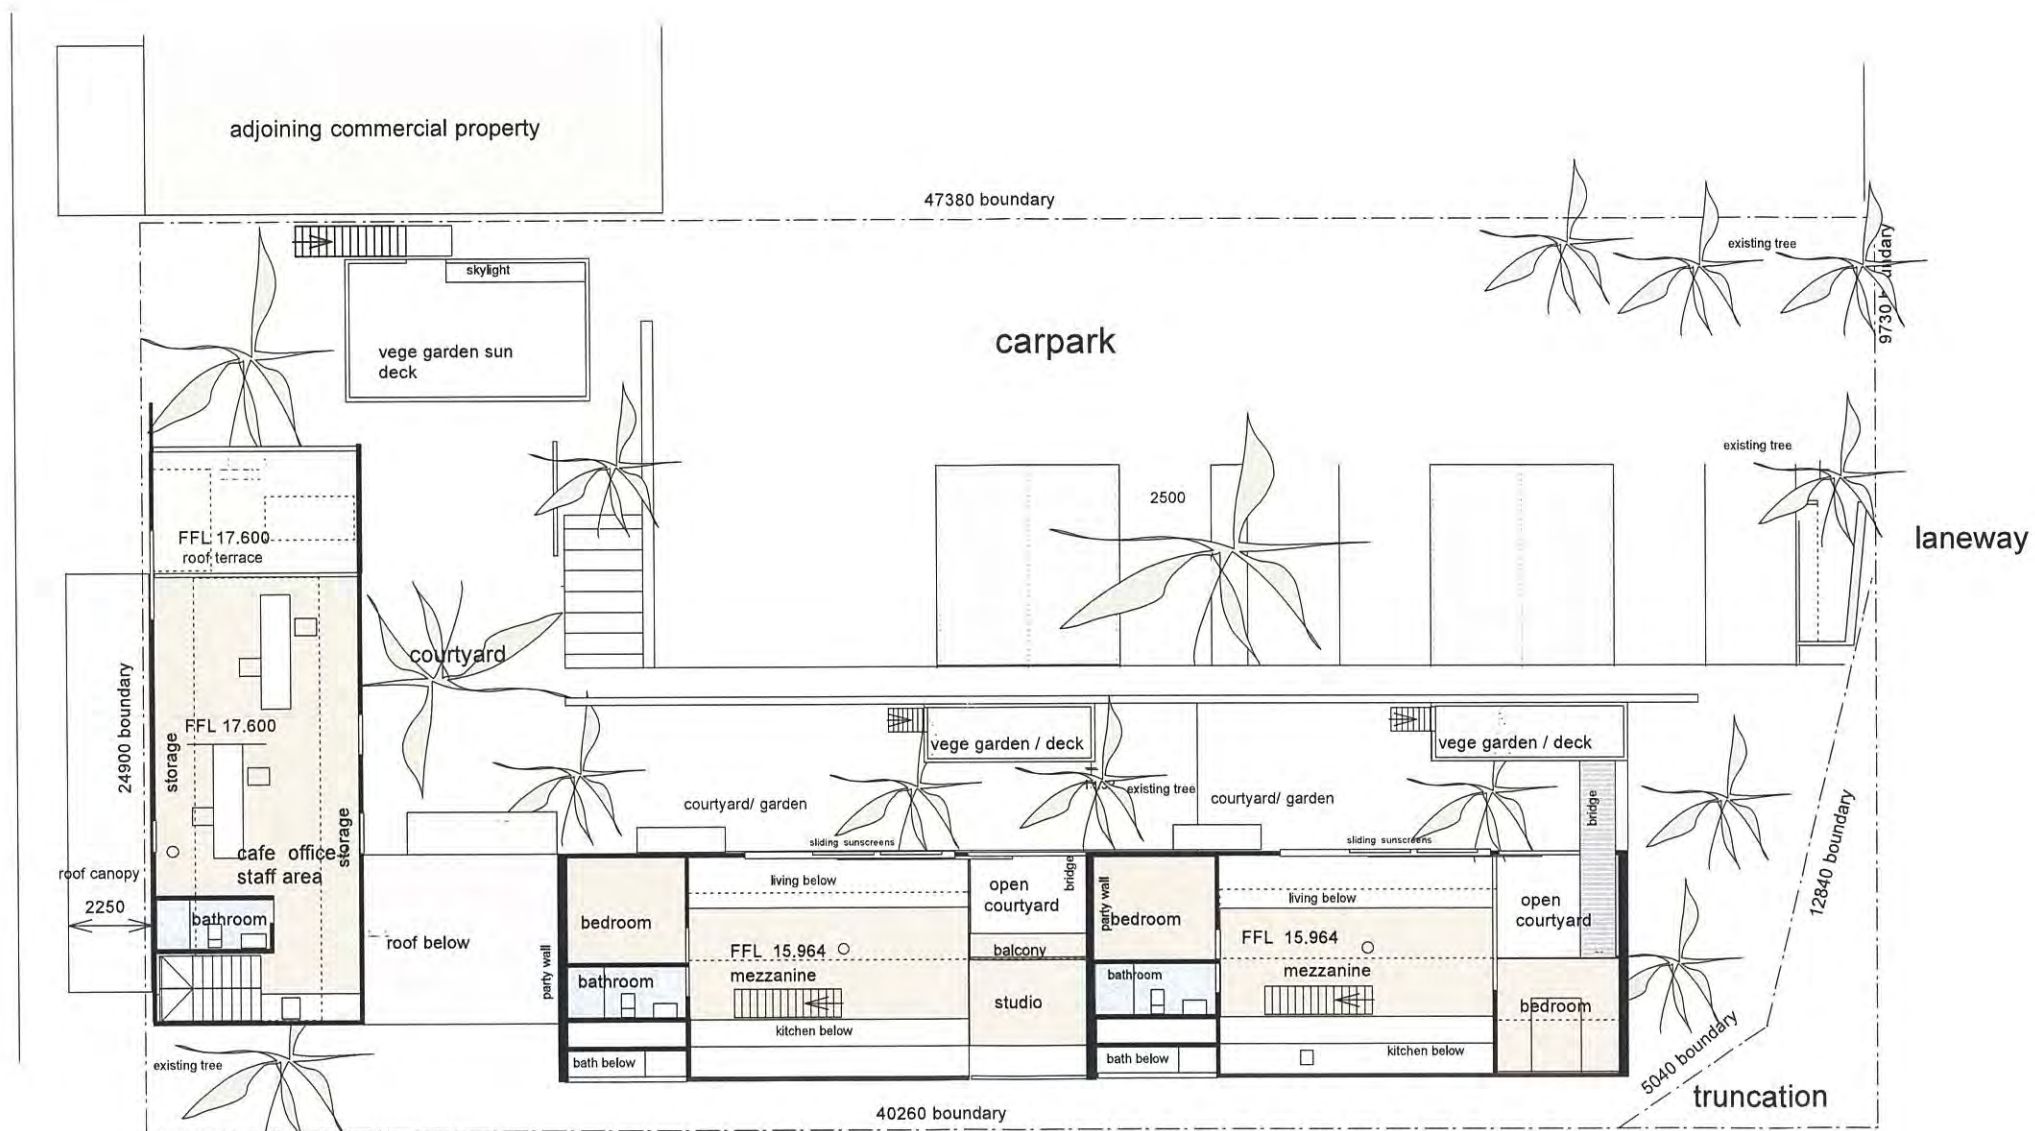 adjoining commercial property
47380 boundary
existing tree
skylight
carpark
vege garden sun
deck
existing tree
2500
laneway
FFL 17.600
roof terrace
courtyard
24900 boundary
FFL 17.600
storage
vege garden / deck
vege garden / deck
existing tree
courtyard/ garden
courtyard/ garden
bridge
storage
cafe office
staff area
sliding sunscreens
sliding sunscreens
roof canopy
2250
living below
open
courtyard
bridge
party wall
living below
open
courtyard
12840 boundary
bathroom
bedroom
bedroom
roof below
party wall
FFL 15.964
mezzanine
balcony
FFL 15.964
mezzanine
bathroom
bathroom
studio
bedroom
kitchen below
kitchen below
bath below
bath below
existing tree
5040 boundary
truncation
40260 boundary